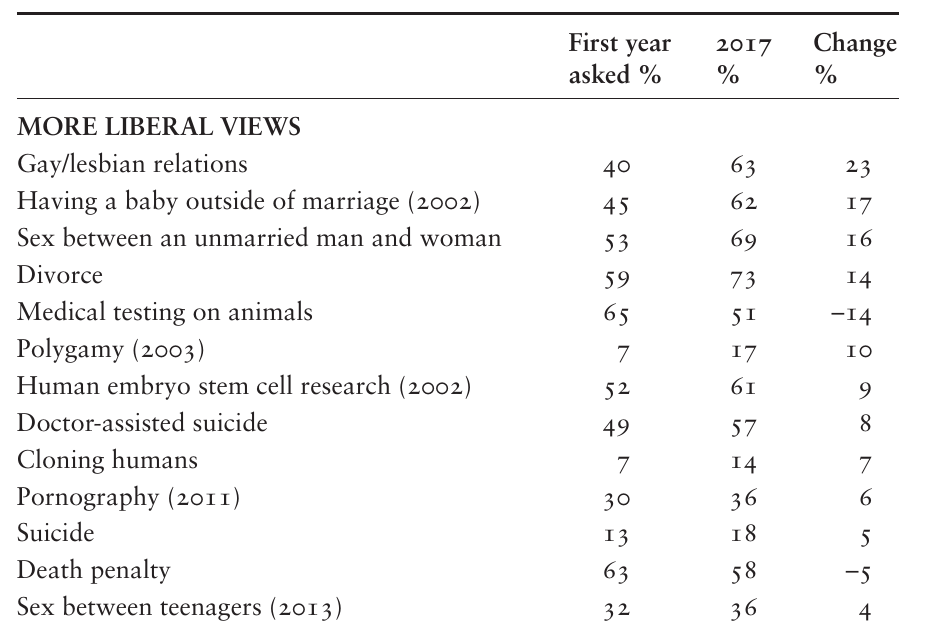 First year 2017 Change
asked % % %
MORE LIBERAL VIEWS
Gay/lesbian relations 40 63 23
Having a baby outside of marriage (2002) 45 62 17
Sex between an unmarried man and woman 53 69 16
Divorce 59 73 14
Medical testing on animals 65 51 –14
Polygamy (2003) 7 17 10
Human embryo stem cell research (2002) 52 61 9
Doctor-assisted suicide 49 57 8
Cloning humans 7 14 7
Pornography (2011) 30 36 6
Suicide 13 18 5
Death penalty 63 58 –5
Sex between teenagers (2013) 32 36 4